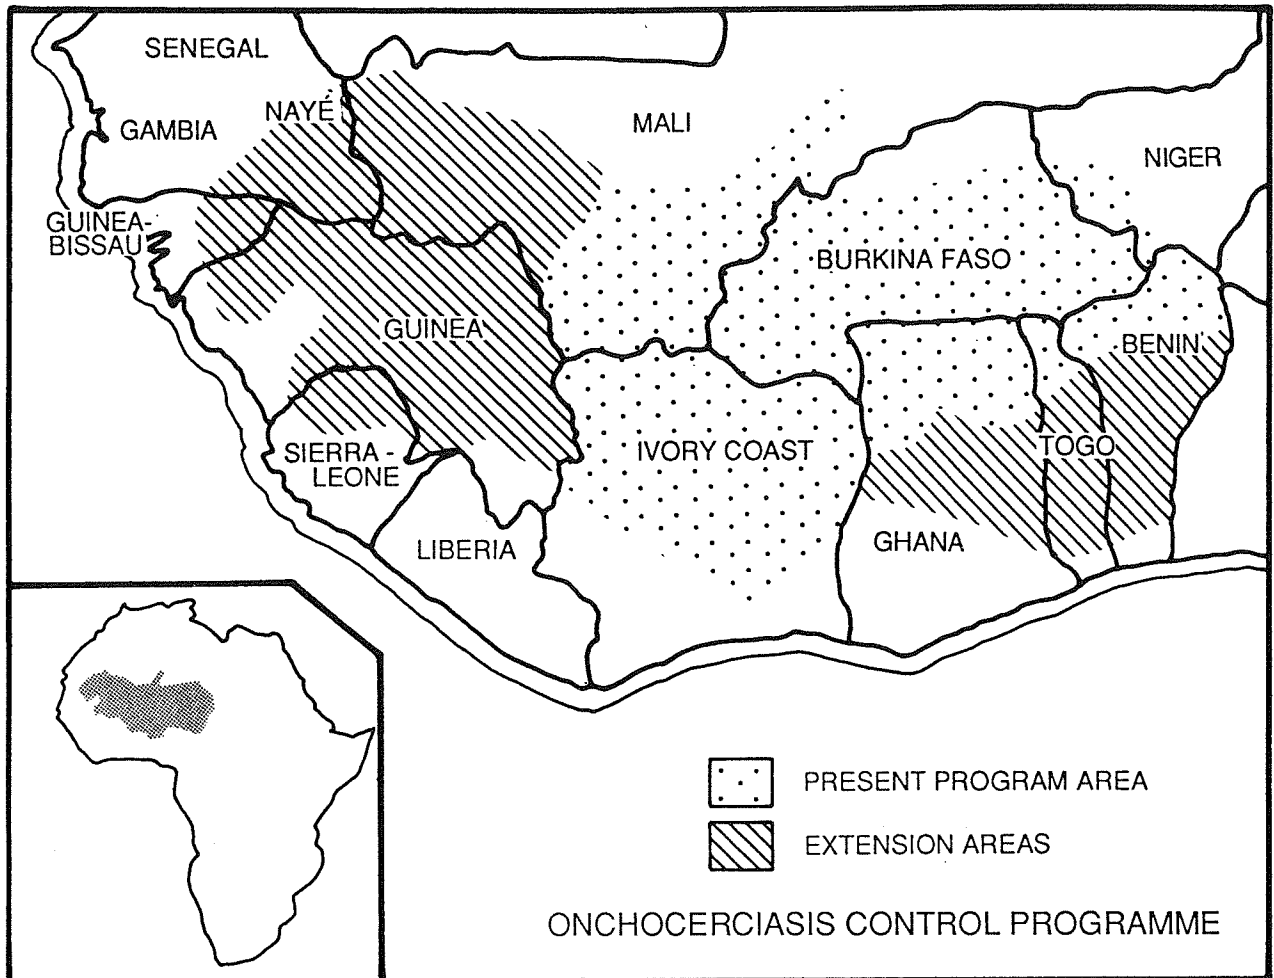 SENEGAL
NAYÉ
GAMBIA
MALI
NIGER
GUINEA-
BISSAU
BURKINA FASO
GUINEA
BENIN
SIERRA -
LEONE
IVORY COAST
TOGO
LIBERIA
GHANA
PRESENT PROGRAM AREA
EXTENSION AREAS
ONCHOCERCIASIS CONTROL PROGRAMME